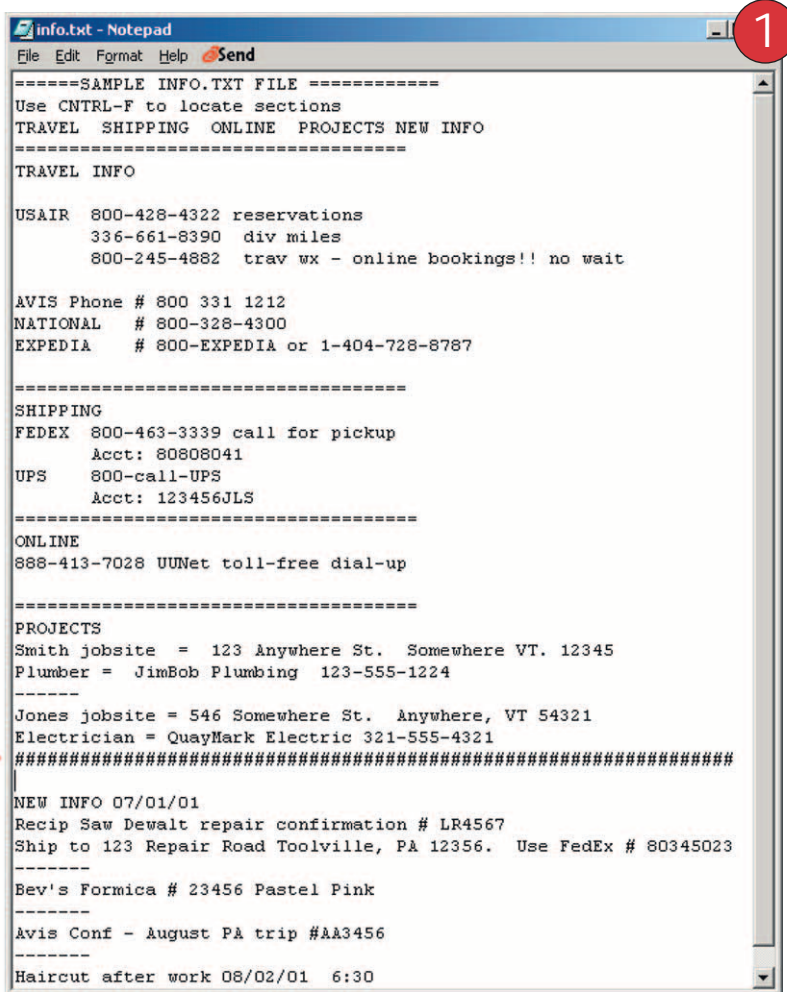 info.txt - Notepad
1
File Edit Format Help Send
======SAMPLE INFO.TXT FILE ============
Use CNTRL-F to locate sections
TRAVEL SHIPPING ONLINE PROJECTS NEW INFO
====================================
TRAVEL INFO
USAIR 800-428-4322 reservations
336-661-8390 div miles
800-245-4882 trav wx - online bookings!! no wait
AVIS Phone # 800 331 1212
NATIONAL # 800-328-4300
EXPEDIA # 800-EXPEDIA or 1-404-728-8787
====================================
SHIPPING
FEDEX 800-463-3339 call for pickup
Acct: 80808041
UPS 800-call-UPS
Acct: 123456JLS
=====================================
ONLINE
888-413-7028 UUNet toll-free dial-up
=====================================
PROJECTS
Smith jobsite = 123 Anywhere St. Somewhere VT. 12345
Plumber = JimBob Plumbing 123-555-1224
------
Jones jobsite = 546 Somewhere St. Anywhere, VT 54321
Electrician = QuayMark Electric 321-555-4321
##################################################################
NEW INFO 07/01/01
Recip Saw Dewalt repair confirmation # LR4567
Ship to 123 Repair Road Toolville, PA 12356. Use FedEx # 80345023
-------
Bev's Formica # 23456 Pastel Pink
-------
Avis Conf - August PA trip #AA3456
-------
Haircut after work 08/02/01 6:30